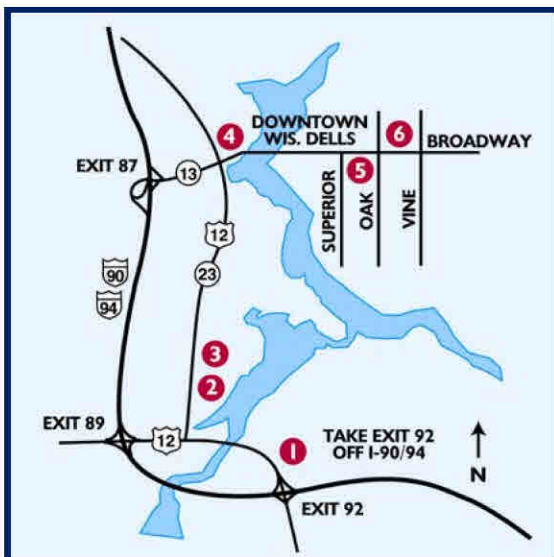 DOWNTOWN
WIS. DELLS
4
6
BROADWAY
EXIT 87
13
5
SUPERIOR
OAK
VINE
12
90
23
94
3
2
EXIT 89
12
1
TAKE EXIT 92
OFF I-90/94
N
EXIT 92